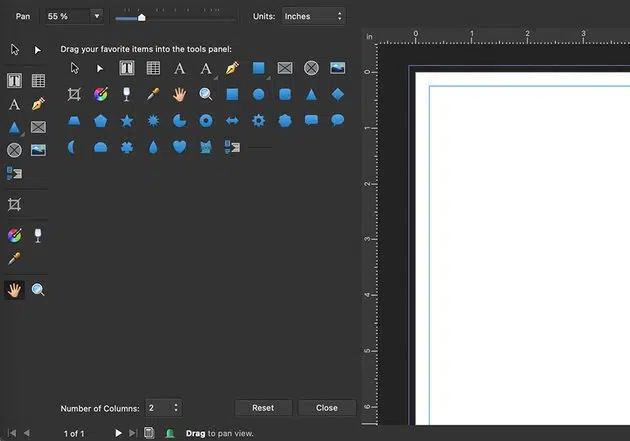 Pan 55 % Units: Inches
in
0 1 2 3
Drag your favorite items into the tools panel:
0
1
2
3
4
5
6
Number of Columns: 2 Reset Close
1 of 1 Drag to pan view.